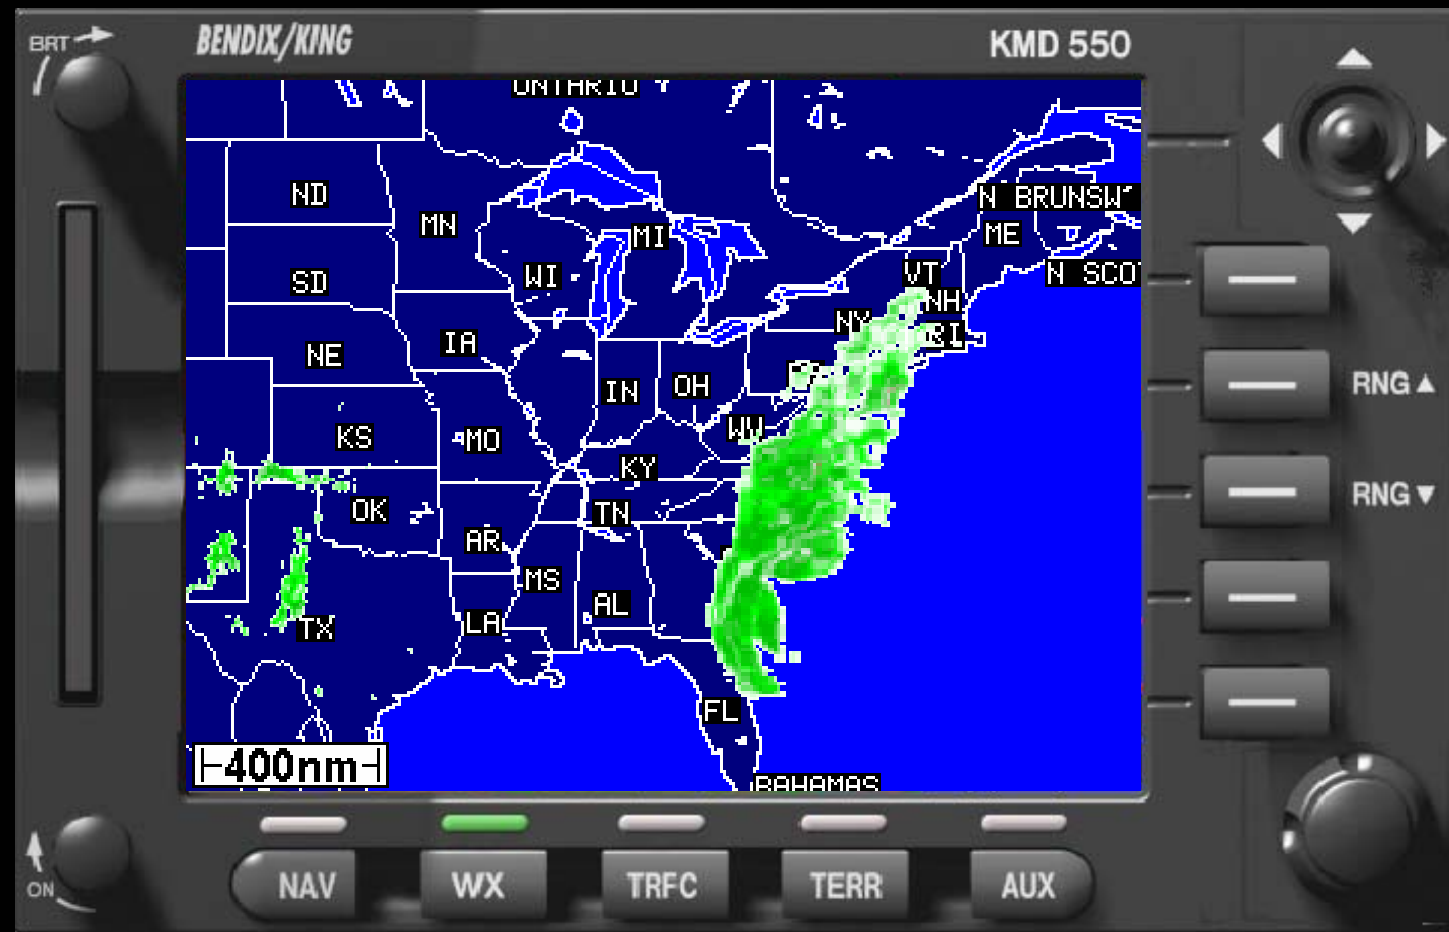 BRT
BENDIX/KING
KMD 550
ONTARIO
ND
MN
MI
N BRUNSW
ME
SD
WI
VT
N SCO
NH
NY
RI
IA
NE
IN
OH
RNG▲
KS
MO
WV
KY
RNG▼
OK
TN
AR
MS
AL
TX
LA
FL
400nm
BAHAMAS
ON
NAV
WX
TRFC
TERR
AUX